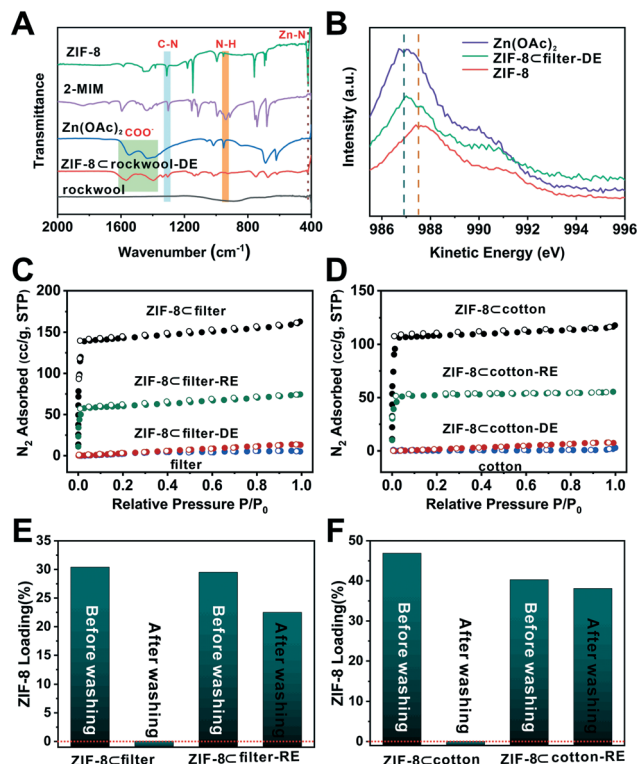 A
ZIF-8
C-N
N-H
Zn-N
2-MIM
Zn(OAc)₂
COO⁻
ZIF-8⊂rockwool-DE
rockwool
Transmittance
2000 1600 1200 800 400
Wavenumber (cm⁻¹)
B
Zn(OAc)₂
ZIF-8⊂filter-DE
ZIF-8
Intensity (a.u.)
986 988 990 992 994 996
Kinetic Energy (eV)
C
200
150
100
50
0
N₂ Adsorbed (cc/g, STP)
ZIF-8⊂filter
ZIF-8⊂filter-RE
ZIF-8⊂filter-DE
filter
0.0 0.2 0.4 0.6 0.8 1.0
Relative Pressure P/P₀
D
150
100
50
0
N₂ Adsorbed (cc/g, STP)
ZIF-8⊂cotton
ZIF-8⊂cotton-RE
ZIF-8⊂cotton-DE
cotton
0.0 0.2 0.4 0.6 0.8 1.0
Relative Pressure P/P₀
E
35
30
25
20
15
10
5
0
ZIF-8 Loading(%)
Before washing
After washing
Before washing
After washing
ZIF-8⊂filter ZIF-8⊂filter-RE
F
50
40
30
20
10
0
ZIF-8 Loading(%)
Before washing
After washing
Before washing
After washing
ZIF-8⊂cotton ZIF-8⊂cotton-RE